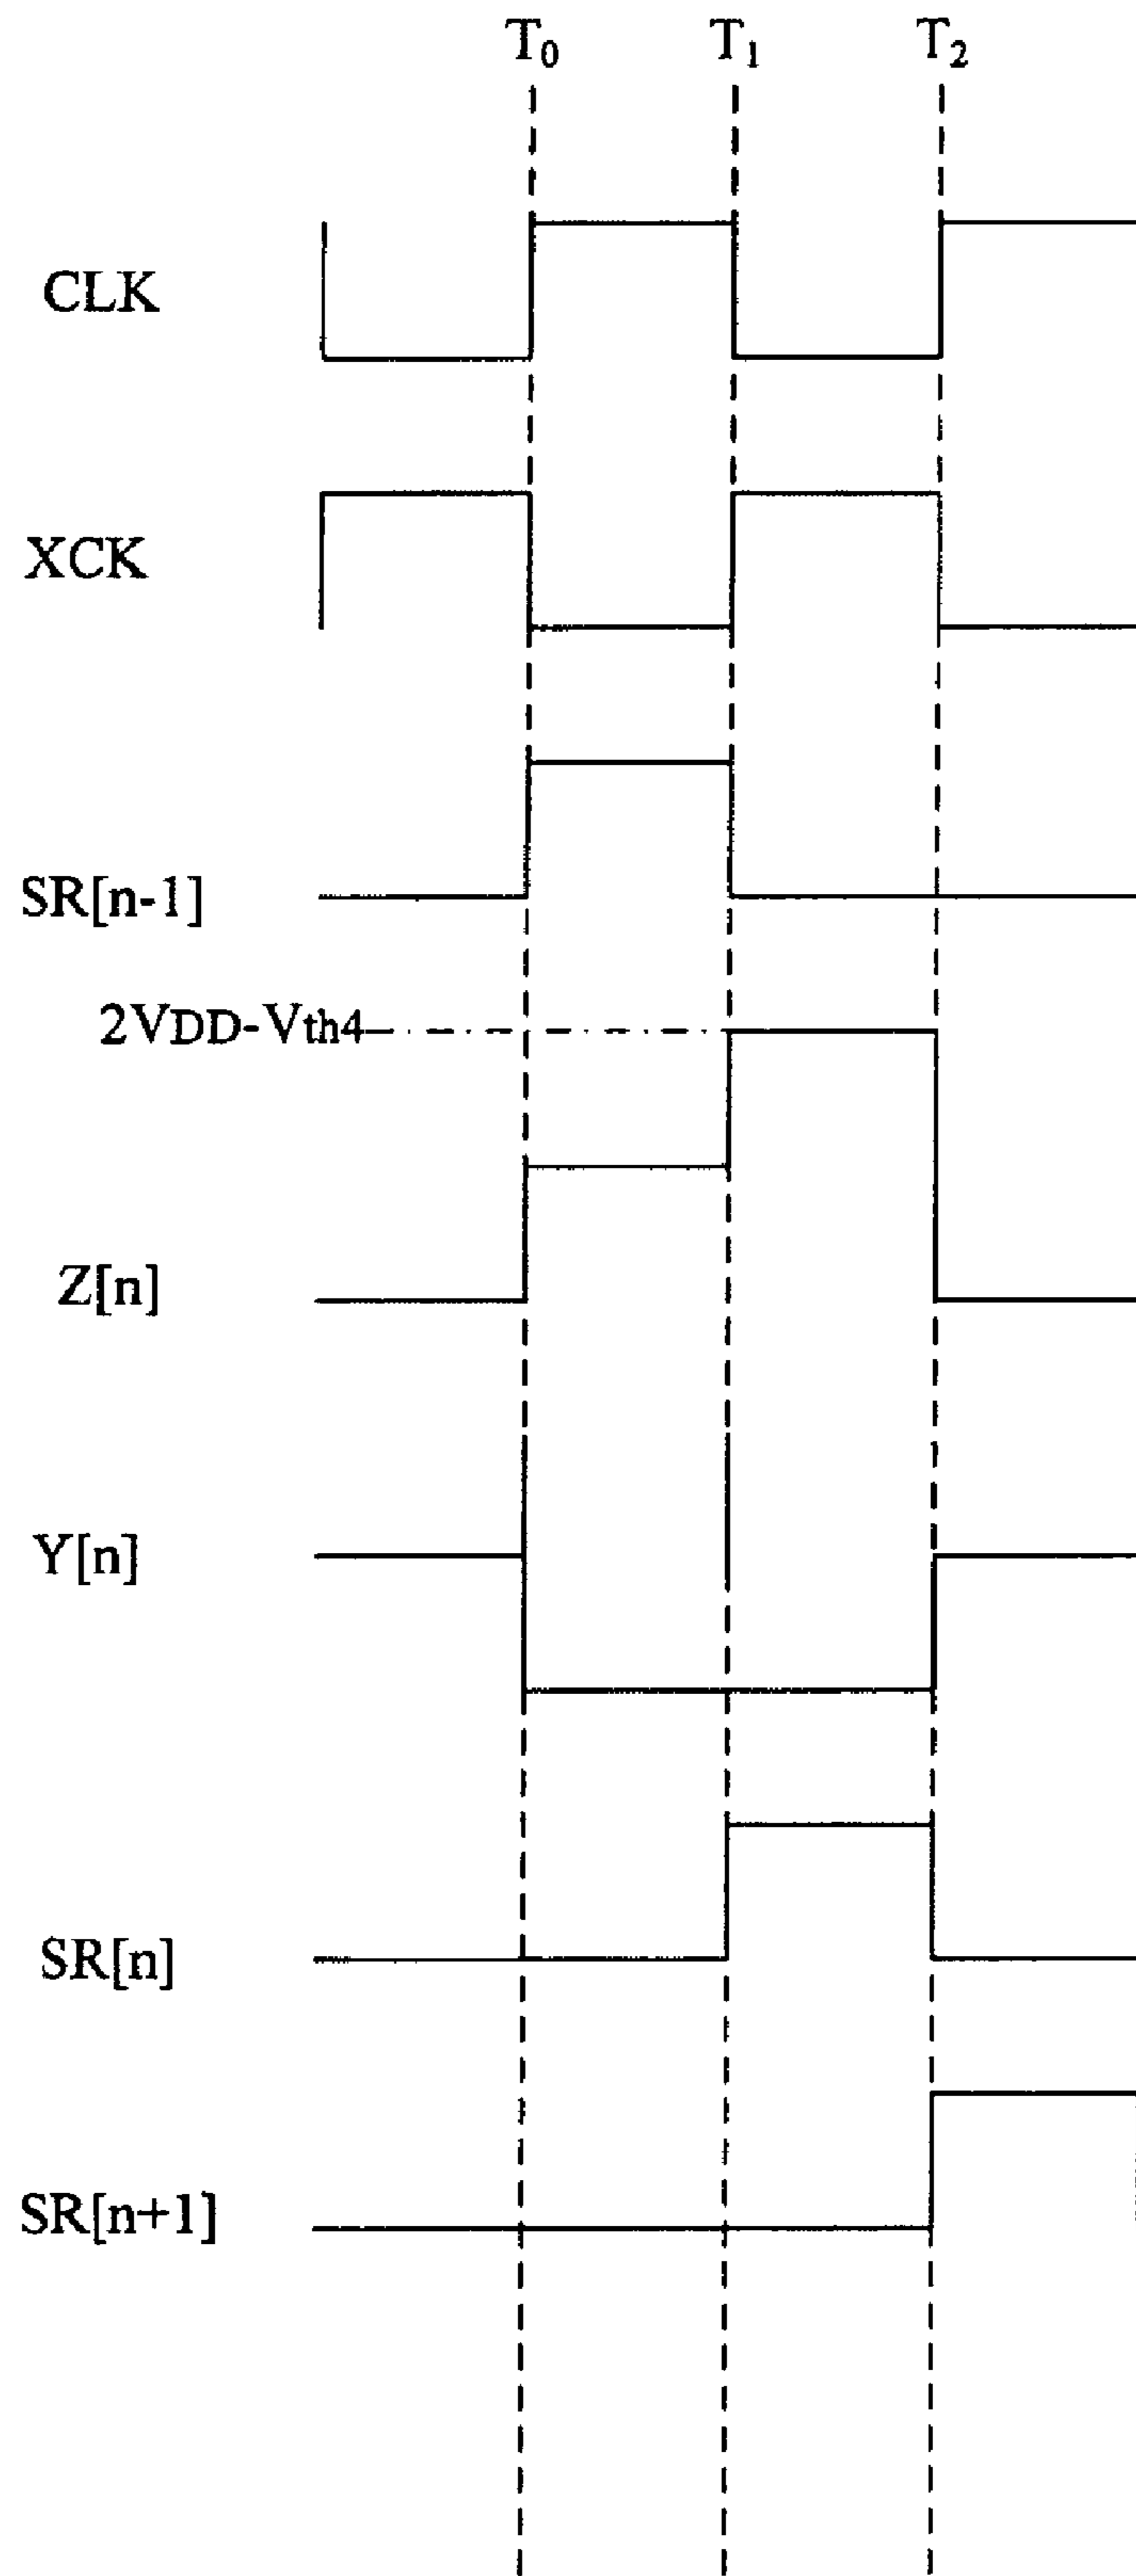 T0 T1 T2
CLK
XCK
SR[n-1]
2VDD-Vth4
Z[n]
Y[n]
SR[n]
SR[n+1]